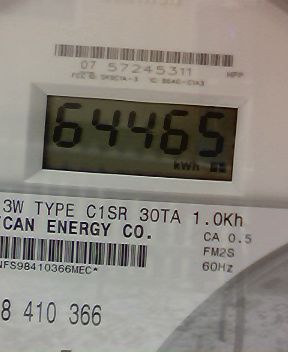 07 57245311 HPP
64465
kWh
3W TYPE C1SR 30TA 1.0Kh
CAN ENERGY CO. CA 0.5
FM2S
NFS98410366MEC* 60Hz
8 410 366